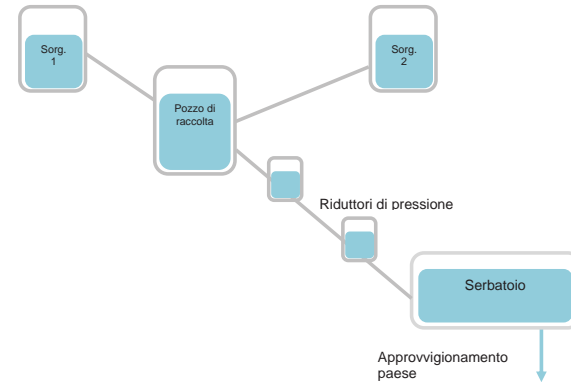 Sorg.
1
Sorg.
2
Pozzo di
raccolta
Riduttori di pressione
Serbatoio
Approvvigionamento
paese